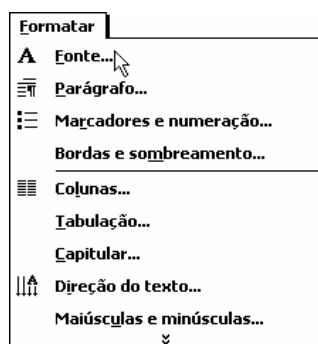 Formatar
Fonte...
Parágrafo...
Marcadores e numeração...
Bordas e sombreamento...
Colunas...
Tabulação...
Capitular...
Direção do texto...
Maiúsculas e minúsculas...